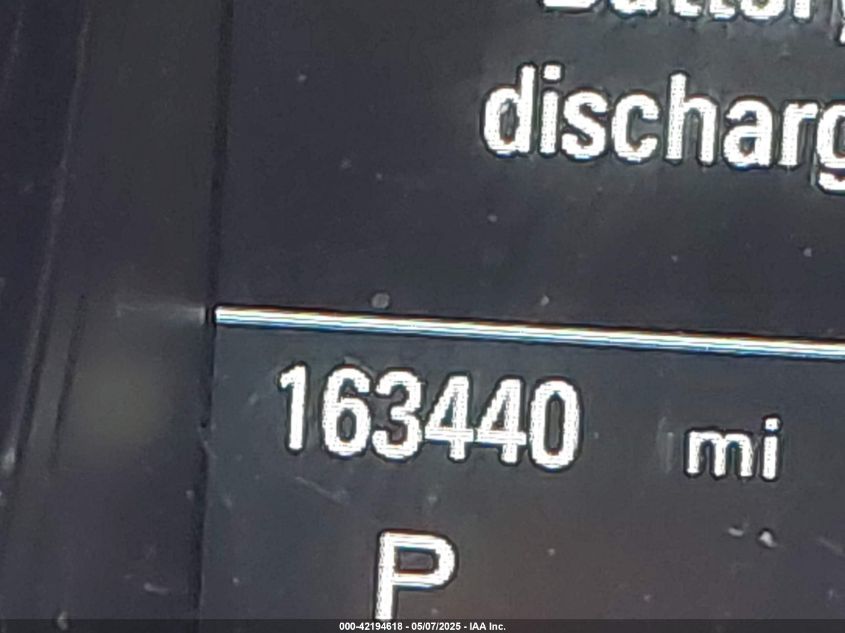 discharg
163440 mi
P
000-42194618 - 05/07/2025 - IAA Inc.